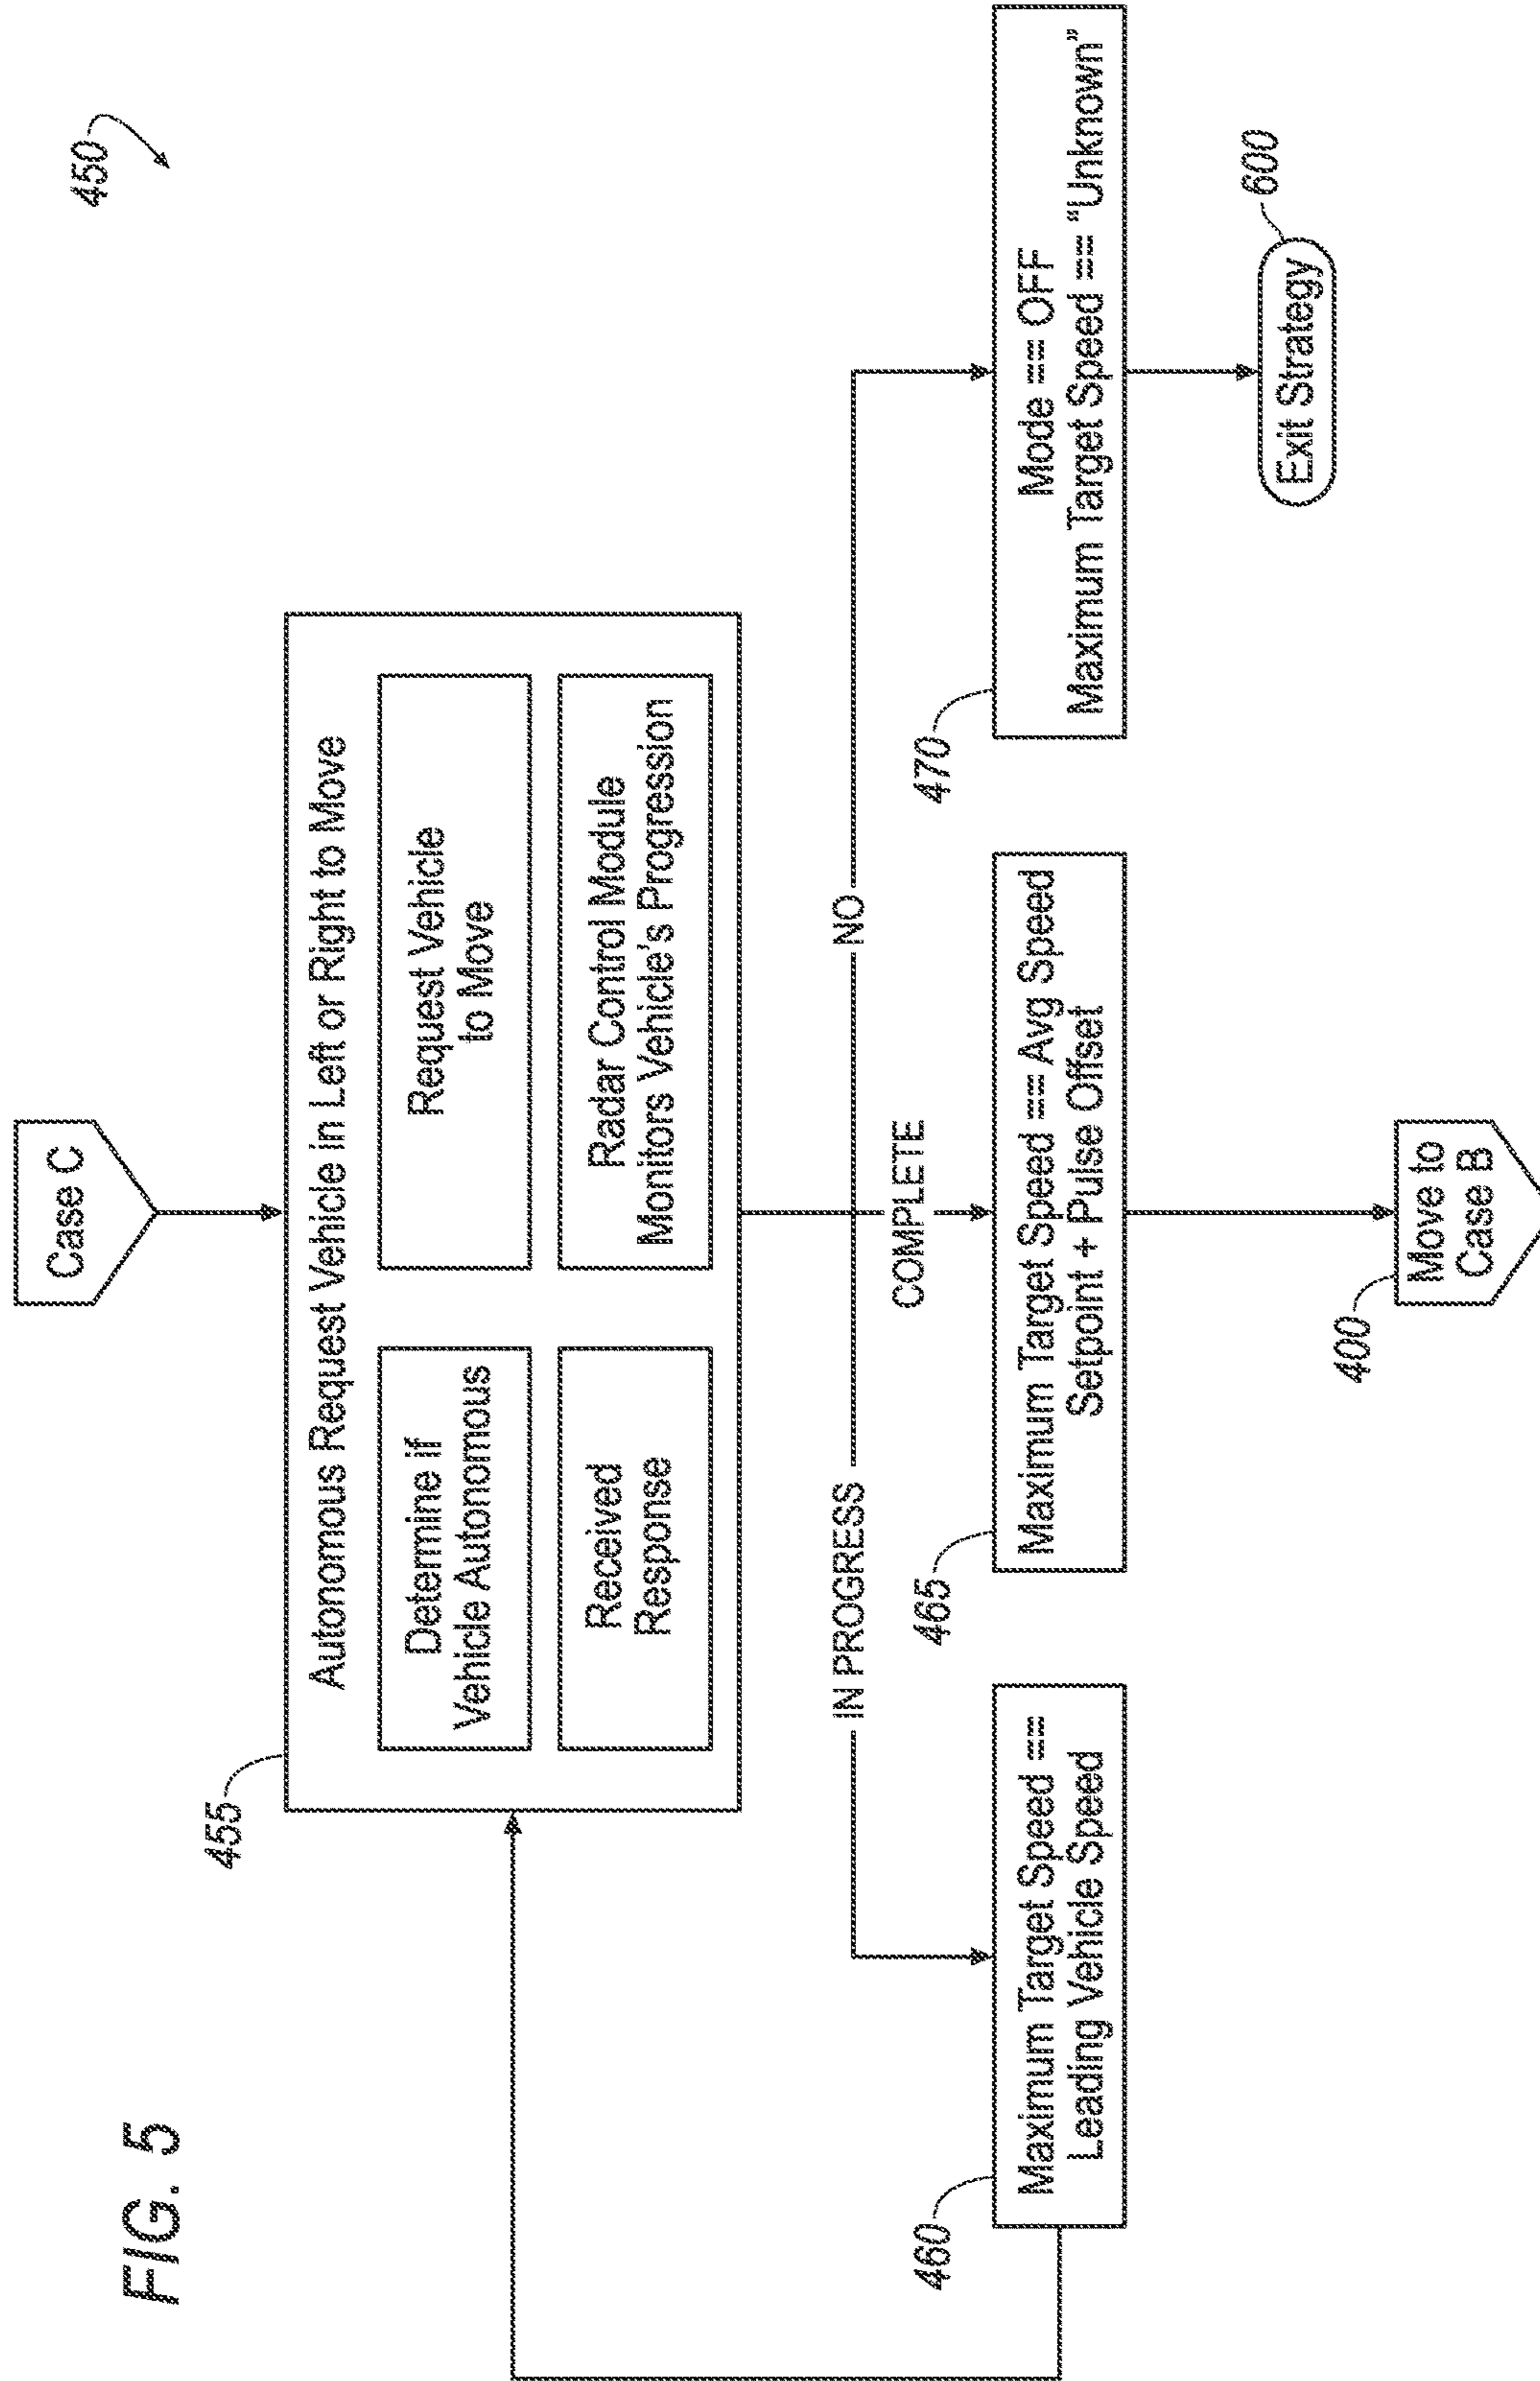 FIG. 5
450
Case C
455
Autonomous Request Vehicle in Left or Right to Move
Determine if
Vehicle Autonomous
Request Vehicle
to Move
Received
Response
Radar Control Module
Monitors Vehicle's Progression
IN PROGRESS
COMPLETE
NO
460
Maximum Target Speed ==
Leading Vehicle Speed
465
Maximum Target Speed == Avg Speed
Setpoint + Pulse Offset
470
Mode == OFF
Maximum Target Speed == "Unknown"
600
Exit Strategy
400
Move to
Case B